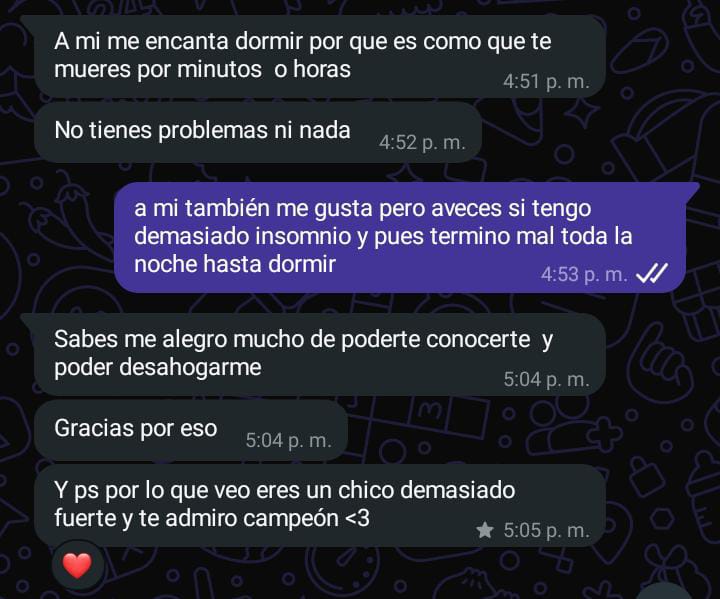 A mi me encanta dormir por que es como que te
mueres por minutos  o horas
4:51 p. m.
No tienes problemas ni nada
4:52 p. m.
a mi también me gusta pero aveces si tengo
demasiado insomnio y pues termino mal toda la
noche hasta dormir
4:53 p. m.
Sabes me alegro mucho de poderte conocerte  y
poder desahogarme
5:04 p. m.
Gracias por eso
5:04 p. m.
Y ps por lo que veo eres un chico demasiado
fuerte y te admiro campeón <3
5:05 p. m.